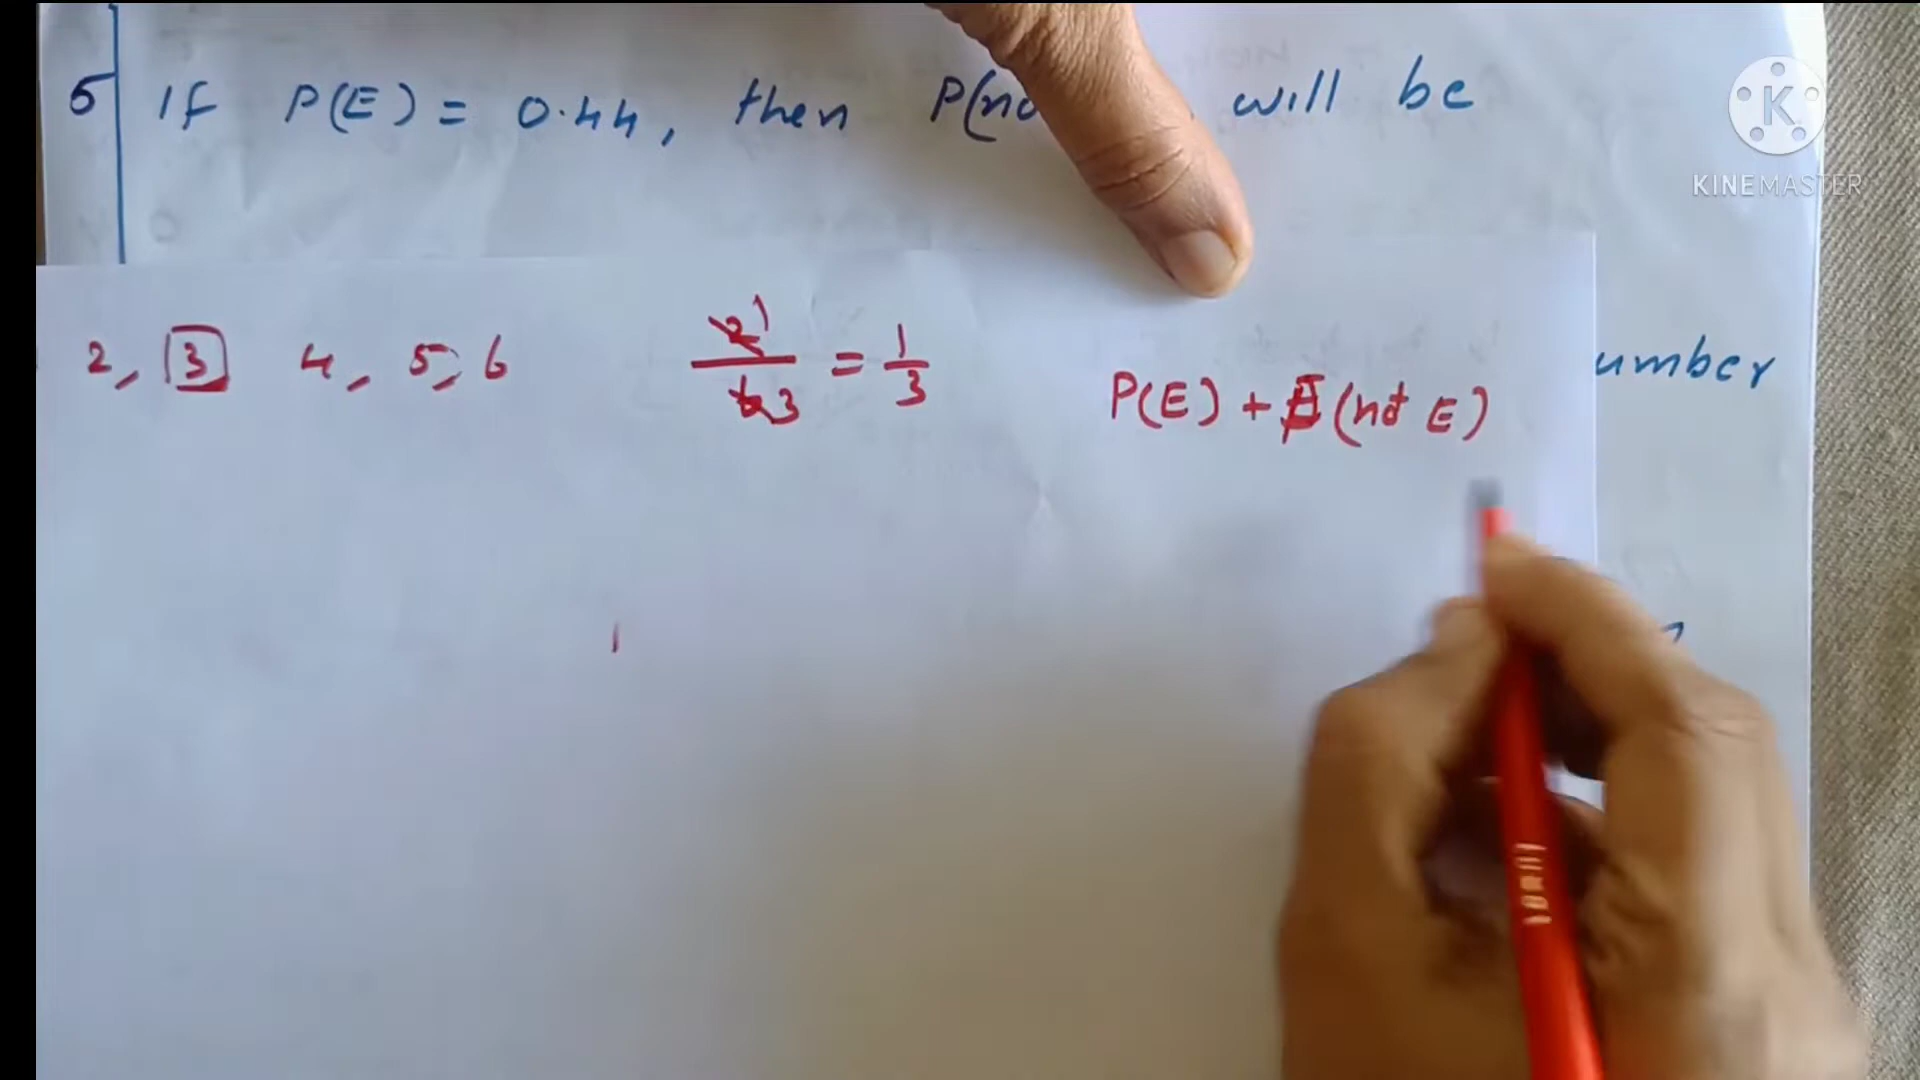 5 If P(E) = 0.44, then P(no will be
KINEMASTER
2, 3 4, 5, 6 2 1 / 6 3 = 1/3 P(E) + P(not E)
umber